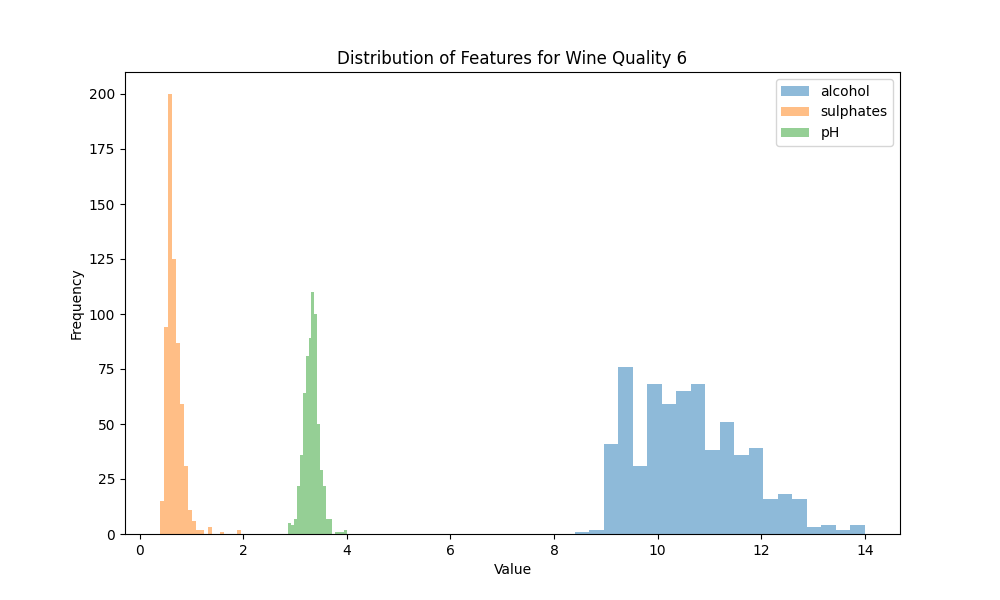 Distribution of Features for Wine Quality 6
alcohol
sulphates
pH
Frequency
200
175
150
125
100
75
50
25
0
0 2 4 6 8 10 12 14
Value